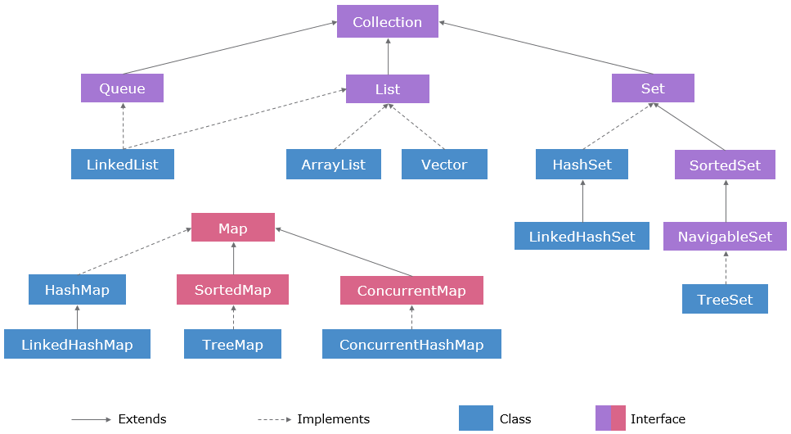 Collection
Queue
List
Set
LinkedList
ArrayList
Vector
HashSet
SortedSet
Map
LinkedHashSet
NavigableSet
HashMap
SortedMap
ConcurrentMap
TreeSet
LinkedHashMap
TreeMap
ConcurrentHashMap
Extends
Implements
Class
Interface